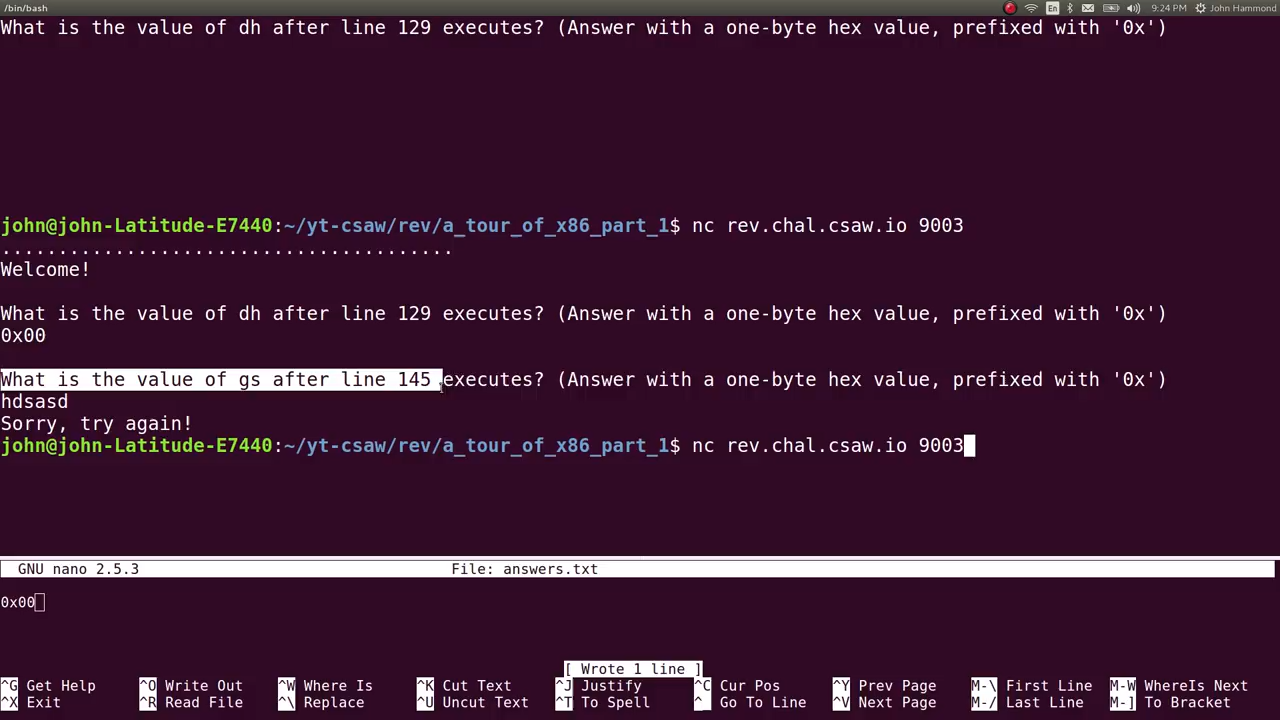 /bin/bash
En
9:24 PM
John Hammond
What is the value of dh after line 129 executes? (Answer with a one-byte hex value, prefixed with '0x')
john@john-Latitude-E7440:~/yt-csaw/rev/a_tour_of_x86_part_1$ nc rev.chal.csaw.io 9003
........................................
Welcome!
What is the value of dh after line 129 executes? (Answer with a one-byte hex value, prefixed with '0x')
0x00
What is the value of gs after line 145 executes? (Answer with a one-byte hex value, prefixed with '0x')
hdsasd
Sorry, try again!
john@john-Latitude-E7440:~/yt-csaw/rev/a_tour_of_x86_part_1$ nc rev.chal.csaw.io 9003
GNU nano 2.5.3 File: answers.txt
0x00
[ Wrote 1 line ]
^G Get Help ^O Write Out ^W Where Is ^K Cut Text ^J Justify ^C Cur Pos ^Y Prev Page M-\ First Line M-W WhereIs Next
^X Exit ^R Read File ^\ Replace ^U Uncut Text ^T To Spell ^_ Go To Line ^V Next Page M-/ Last Line M-] To Bracket